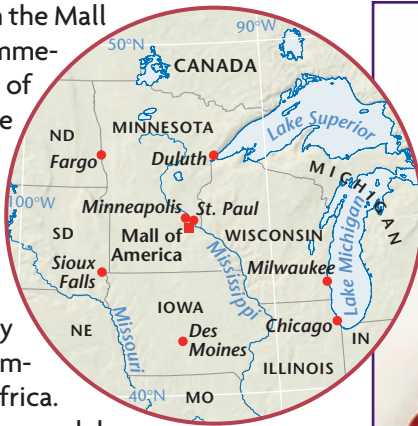 n the Mall
mme-
of
e
y
m-
frica.
50°N
90°W
CANADA
MINNESOTA
Lake Superior
ND
Fargo
Duluth
MICHIGAN
100°W
Minneapolis
St. Paul
SD
Mall of
America
WISCONSIN
Lake Michigan
Sioux
Falls
Mississippi
Milwaukee
IOWA
Missouri
NE
Des
Moines
Chicago
IN
ILLINOIS
40°N
MO